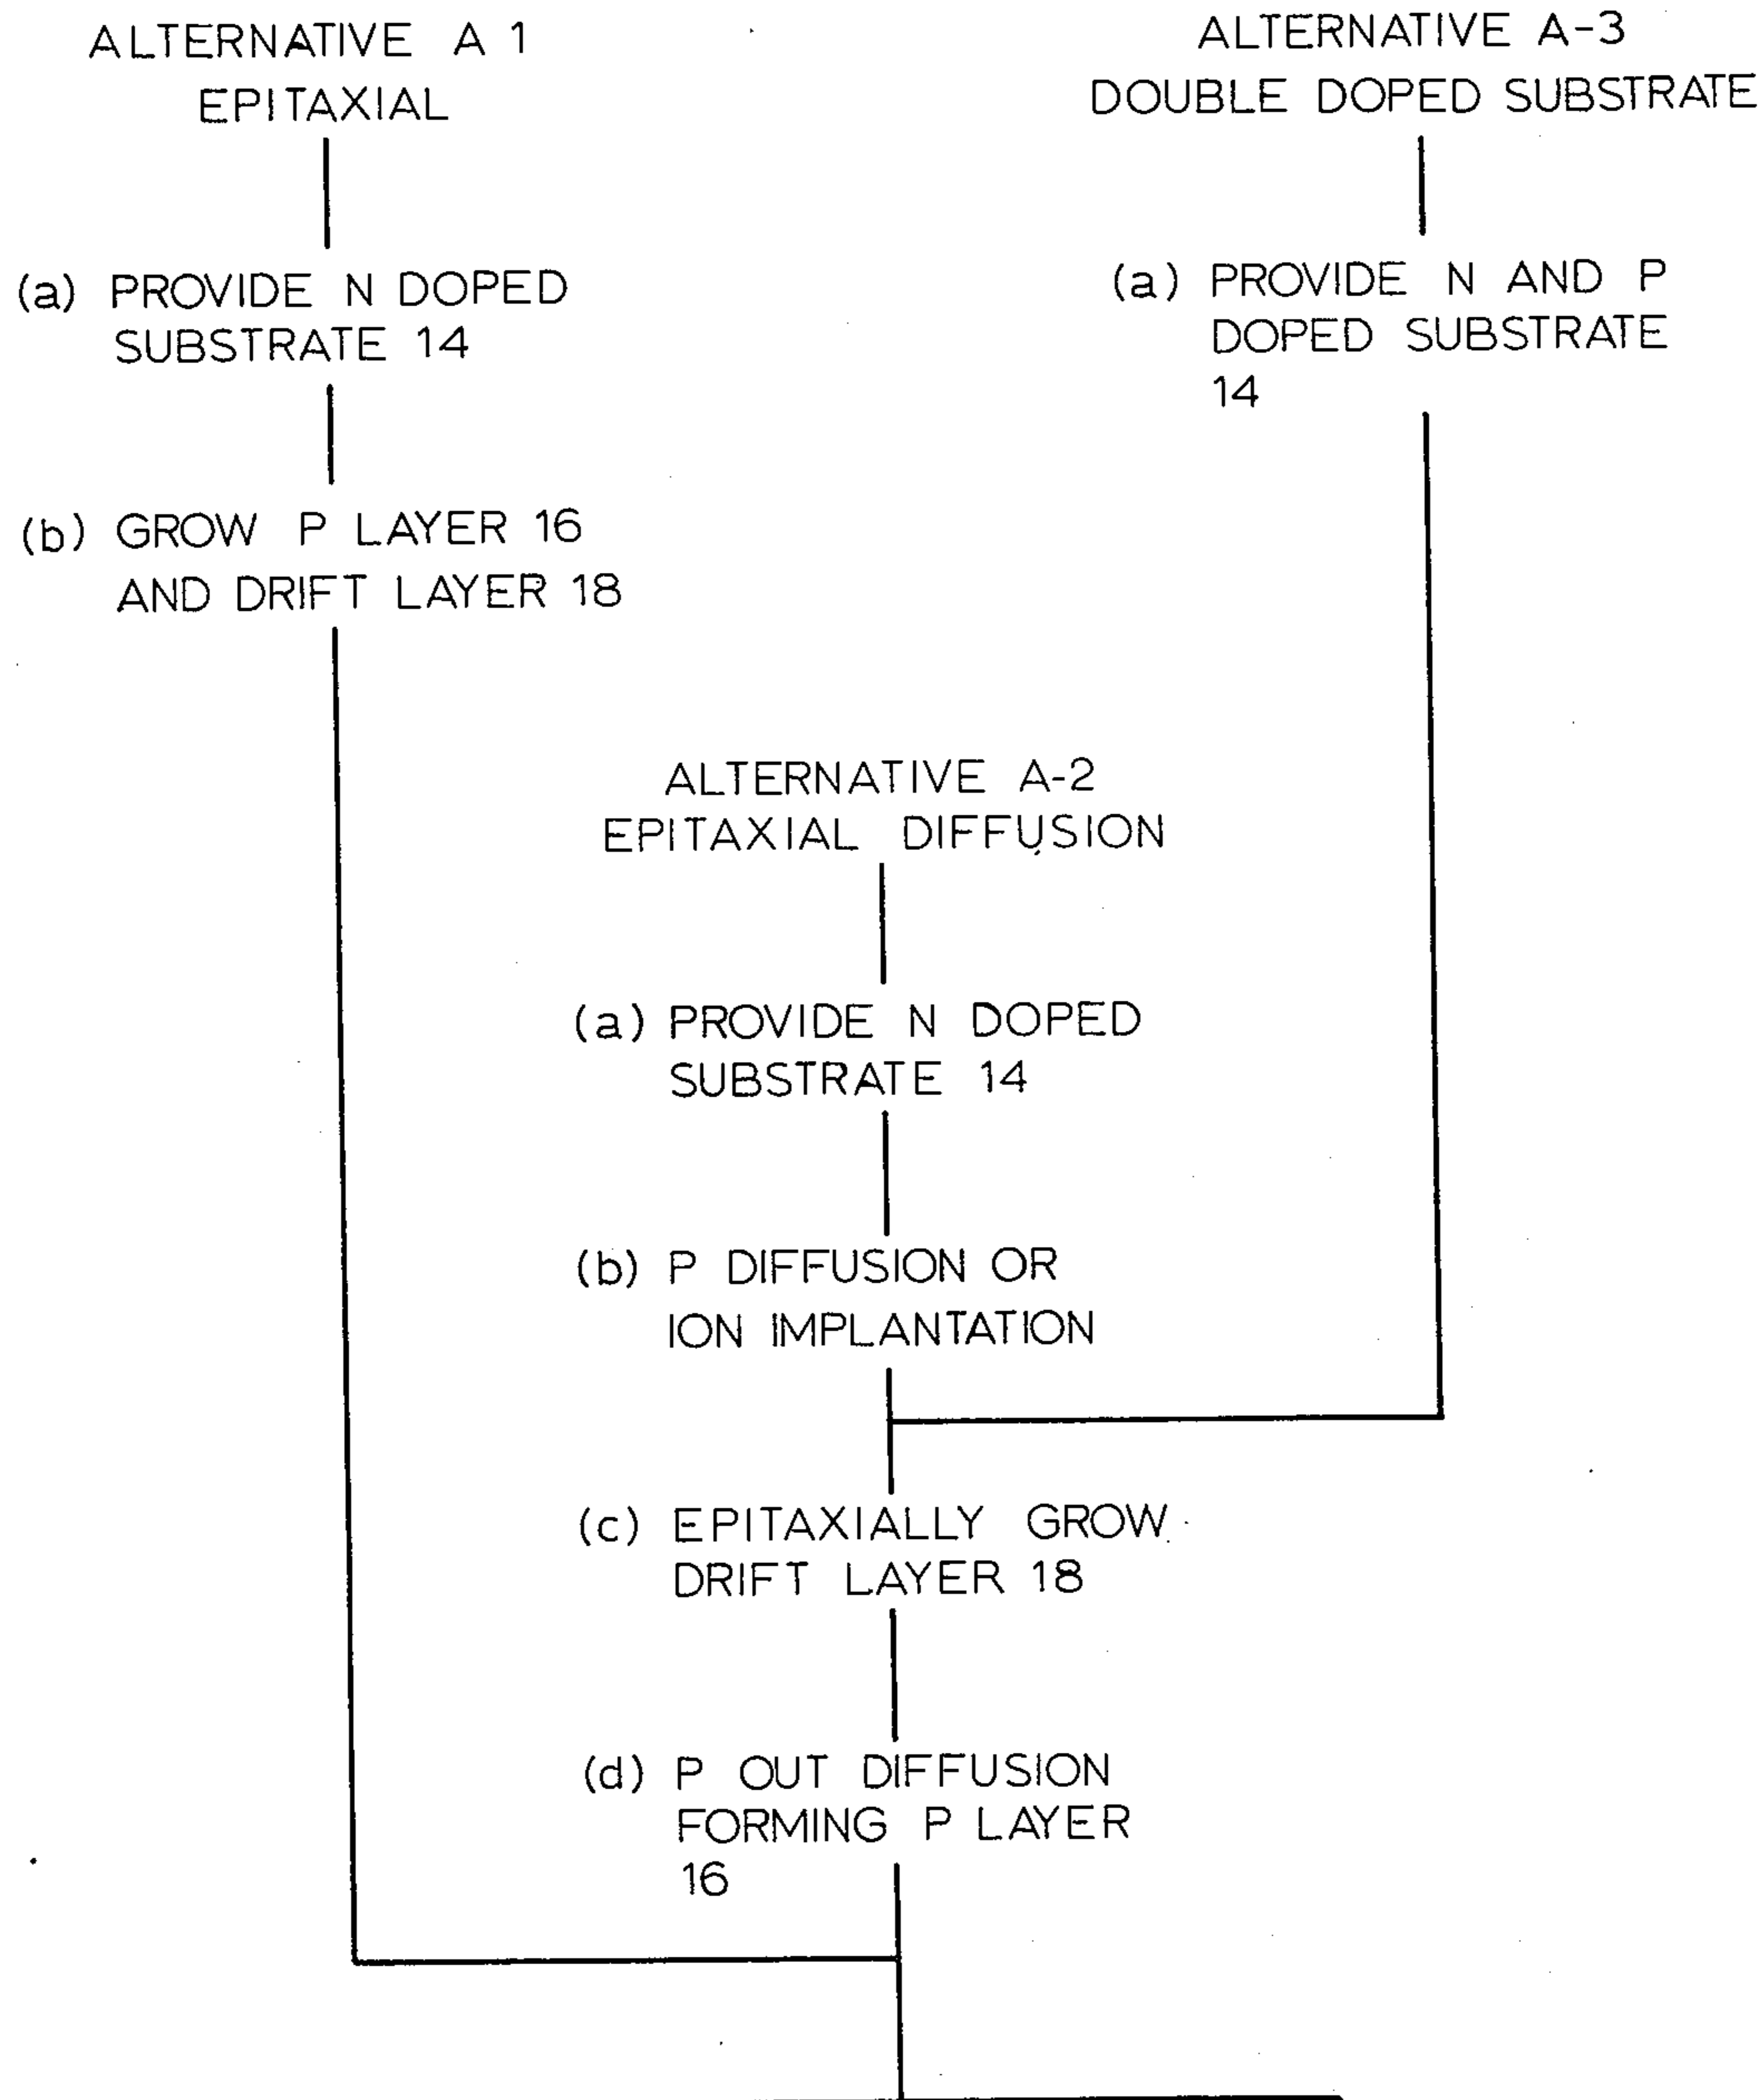 ALTERNATIVE A 1
EPITAXIAL
(a) PROVIDE N DOPED
SUBSTRATE 14
(b) GROW P LAYER 16
AND DRIFT LAYER 18
ALTERNATIVE A-3
DOUBLE DOPED SUBSTRATE
(a) PROVIDE N AND P
DOPED SUBSTRATE
14
ALTERNATIVE A-2
EPITAXIAL DIFFUSION
(a) PROVIDE N DOPED
SUBSTRATE 14
(b) P DIFFUSION OR
ION IMPLANTATION
(c) EPITAXIALLY GROW
DRIFT LAYER 18
(d) P OUT DIFFUSION
FORMING P LAYER
16